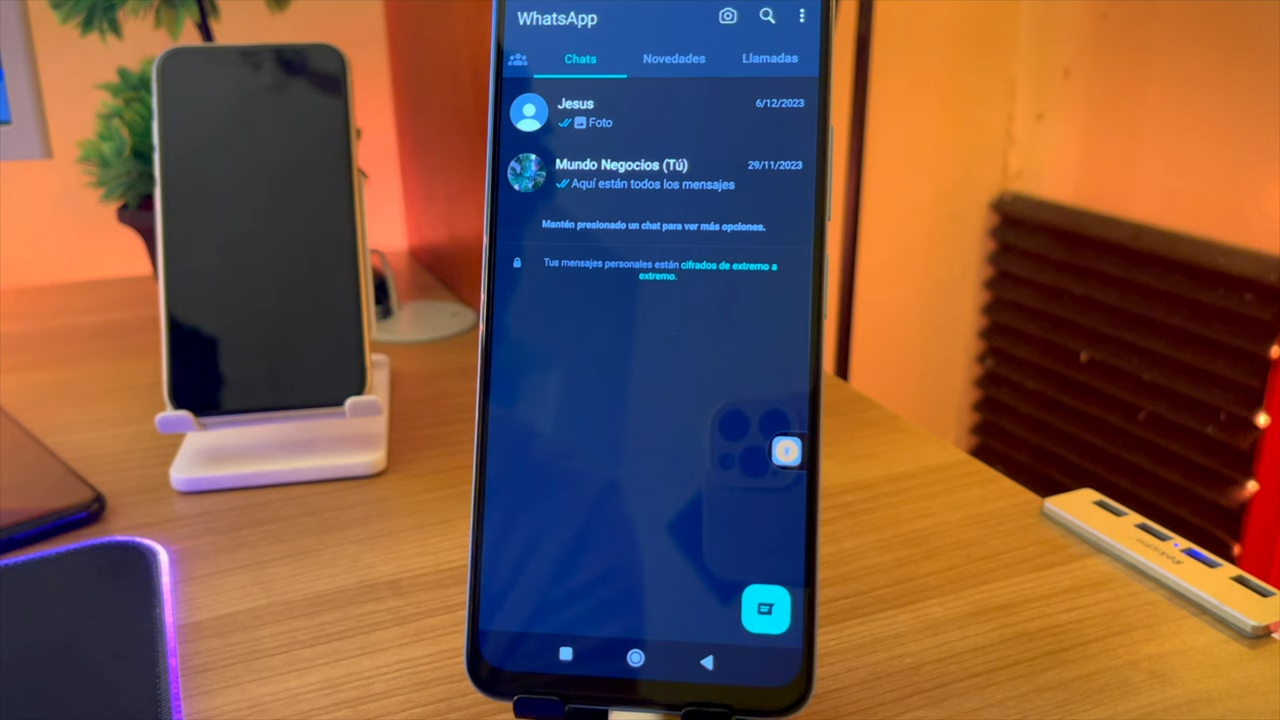 WhatsApp
Chats
Novedades
Llamadas
Jesus
6/12/2023
Foto
Mundo Negocios (Tú)
29/11/2023
Aquí están todos los mensajes
Mantén presionado un chat para ver más opciones.
Tus mensajes personales están cifrados de extremo a
extremo.